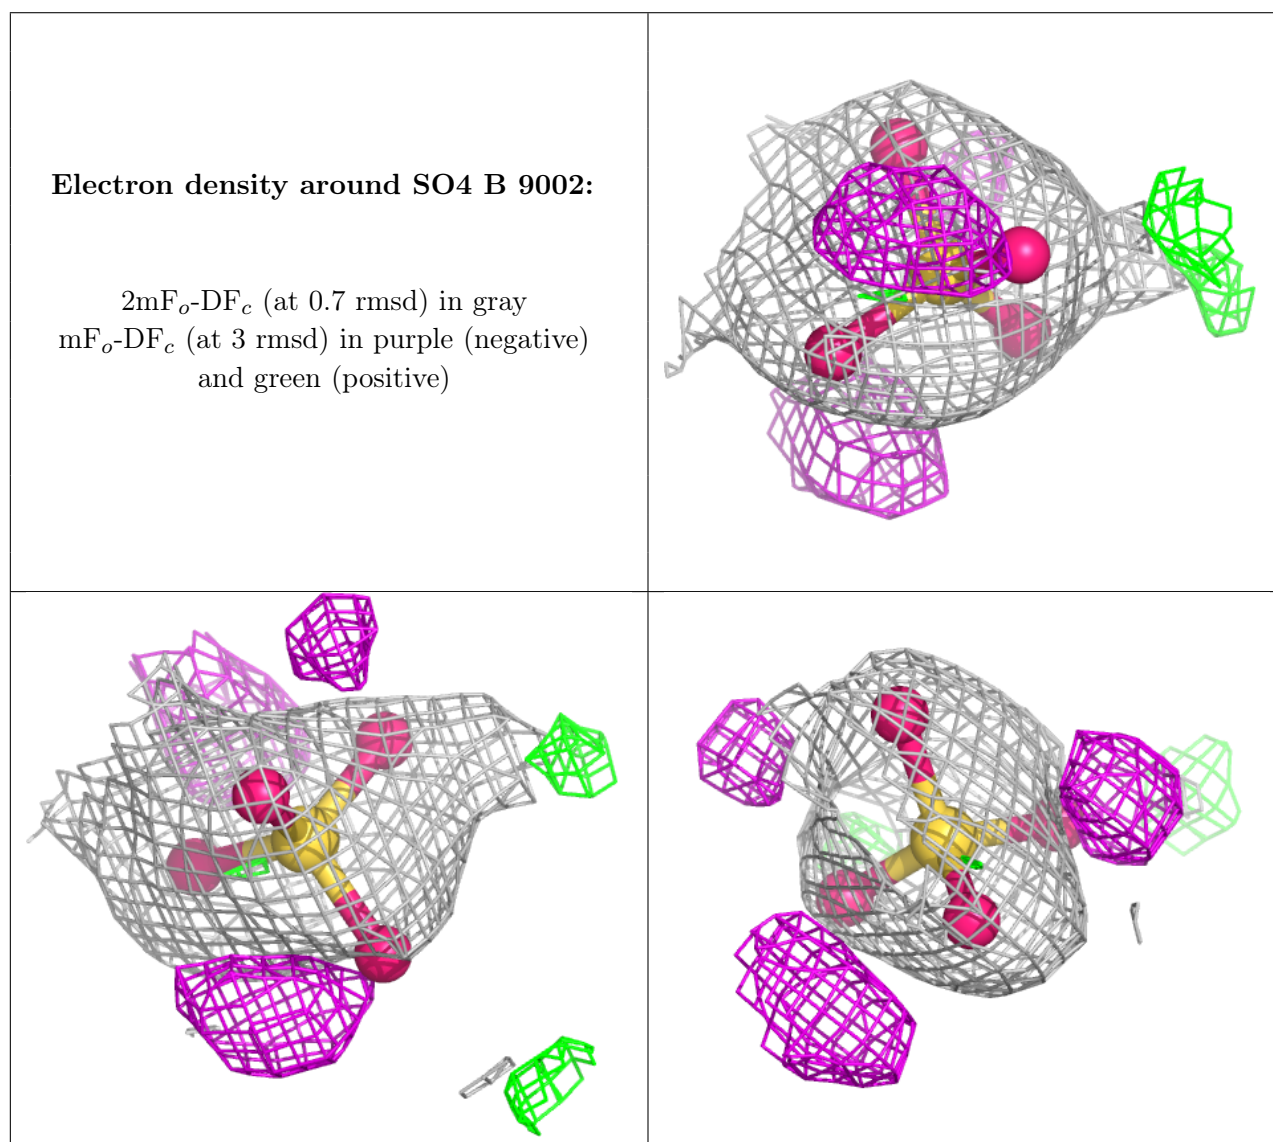 Electron density around SO4 B 9002:
2mFₒ-DF𝒸 (at 0.7 rmsd) in gray
mFₒ-DF𝒸 (at 3 rmsd) in purple (negative)
and green (positive)